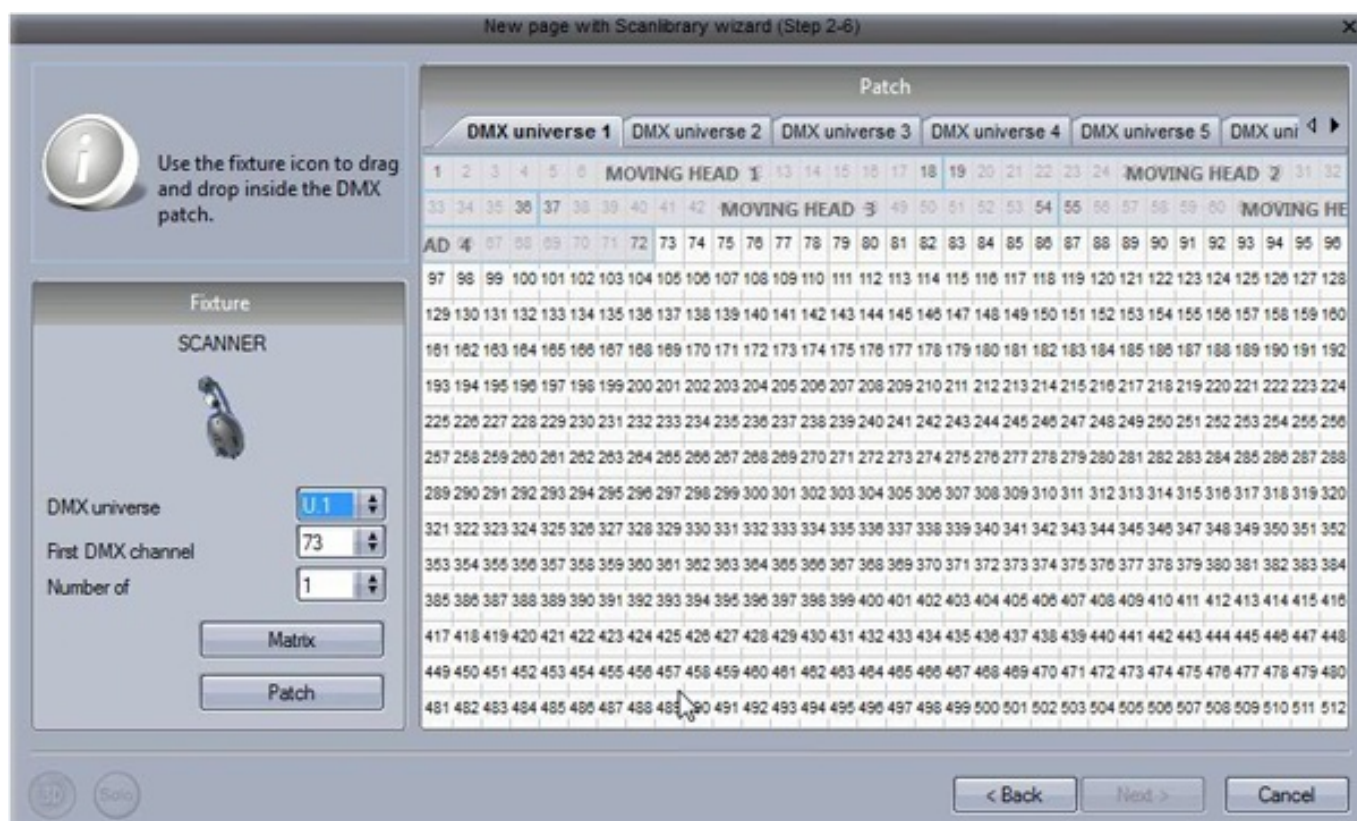 New page with Scanlibrary wizard (Step 2-6)
Use the fixture icon to drag
and drop inside the DMX
patch.
Fixture
SCANNER
DMX universe U.1
First DMX channel 73
Number of 1
Matrix
Patch
Patch
DMX universe 1 DMX universe 2 DMX universe 3 DMX universe 4 DMX universe 5 DMX uni
1 2 3 4 5 6 MOVING HEAD 1 13 14 15 16 17 18 19 20 21 22 23 24 MOVING HEAD 2 31 32
33 34 35 36 37 38 39 40 41 42 MOVING HEAD 3 49 50 51 52 53 54 55 56 57 58 59 60 MOVING HE
AD 4 67 68 69 70 71 72 73 74 75 76 77 78 79 80 81 82 83 84 85 86 87 88 89 90 91 92 93 94 95 96
97 98 99 100 101 102 103 104 105 106 107 108 109 110 111 112 113 114 115 116 117 118 119 120 121 122 123 124 125 126 127 128
129 130 131 132 133 134 135 136 137 138 139 140 141 142 143 144 145 146 147 148 149 150 151 152 153 154 155 156 157 158 159 160
161 162 163 164 165 166 167 168 169 170 171 172 173 174 175 176 177 178 179 180 181 182 183 184 185 186 187 188 189 190 191 192
193 194 195 196 197 198 199 200 201 202 203 204 205 206 207 208 209 210 211 212 213 214 215 216 217 218 219 220 221 222 223 224
225 226 227 228 229 230 231 232 233 234 235 236 237 238 239 240 241 242 243 244 245 246 247 248 249 250 251 252 253 254 255 256
257 258 259 260 261 262 263 264 265 266 267 268 269 270 271 272 273 274 275 276 277 278 279 280 281 282 283 284 285 286 287 288
289 290 291 292 293 294 295 296 297 298 299 300 301 302 303 304 305 306 307 308 309 310 311 312 313 314 315 316 317 318 319 320
321 322 323 324 325 326 327 328 329 330 331 332 333 334 335 336 337 338 339 340 341 342 343 344 345 346 347 348 349 350 351 352
353 354 355 356 357 358 359 360 361 362 363 364 365 366 367 368 369 370 371 372 373 374 375 376 377 378 379 380 381 382 383 384
385 386 387 388 389 390 391 392 393 394 395 396 397 398 399 400 401 402 403 404 405 406 407 408 409 410 411 412 413 414 415 416
417 418 419 420 421 422 423 424 425 426 427 428 429 430 431 432 433 434 435 436 437 438 439 440 441 442 443 444 445 446 447 448
449 450 451 452 453 454 455 456 457 458 459 460 461 462 463 464 465 466 467 468 469 470 471 472 473 474 475 476 477 478 479 480
481 482 483 484 485 486 487 488 489 490 491 492 493 494 495 496 497 498 499 500 501 502 503 504 505 506 507 508 509 510 511 512
3D Solo < Back Next > Cancel